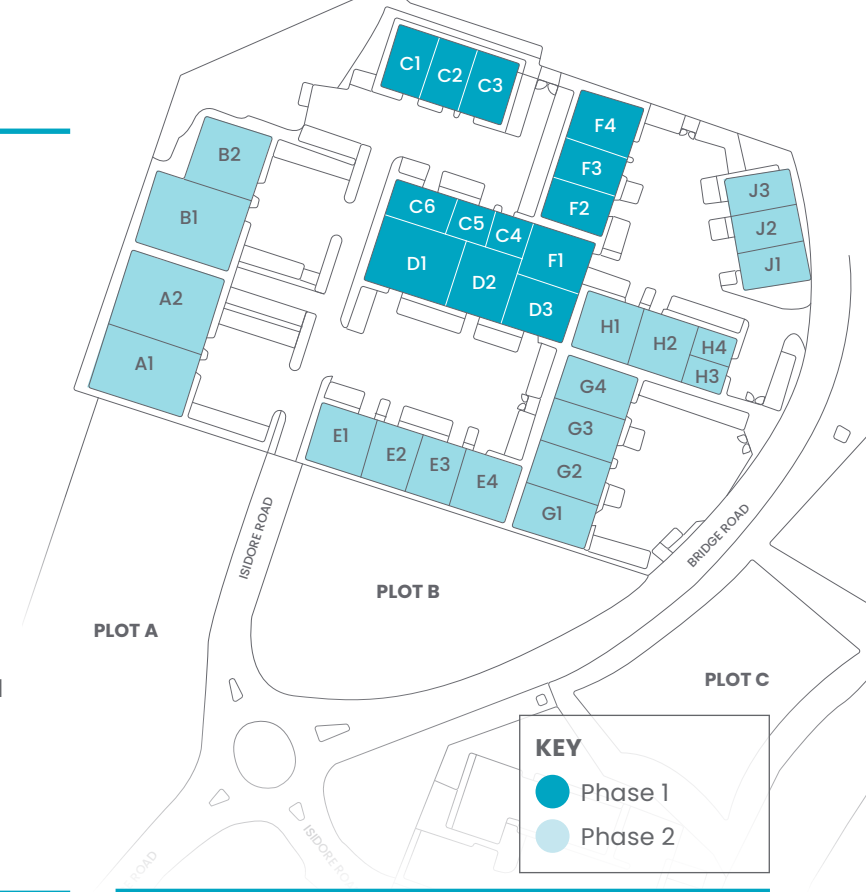 C1
C2
C3
F4
F3
F2
B2
B1
C6
C5
C4
F1
D1
D2
D3
J3
J2
J1
A2
A1
H1
H2
H4
H3
G4
G3
G2
G1
E1
E2
E3
E4
ISIDORE ROAD
BRIDGE ROAD
PLOT B
PLOT A
PLOT C
KEY
Phase 1
Phase 2
ROAD
ISIDORE ROA